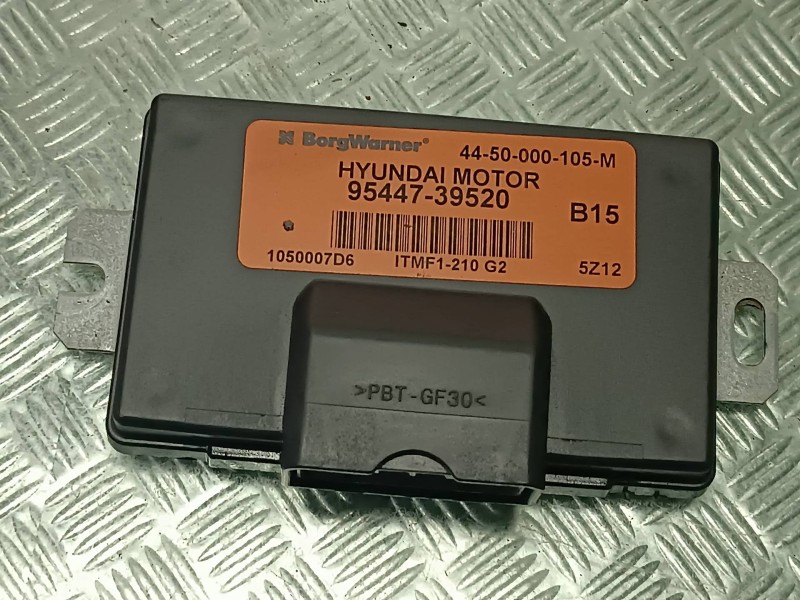 BorgWarner® 44-50-000-105-M
HYUNDAI MOTOR
95447-39520
B15
1050007D6 ITMF1-210 G2 5Z12
>PBT-GF30<